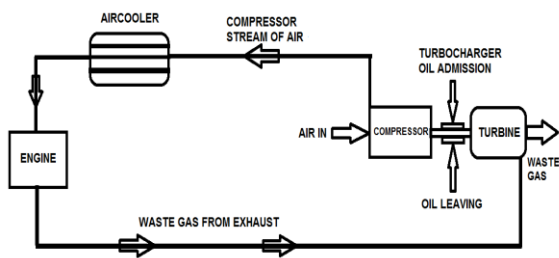 AIRCOOLER
COMPRESSOR
STREAM OF AIR
TURBOCHARGER
OIL ADMISSION
AIR IN
COMPRESSOR
TURBINE
WASTE
GAS
ENGINE
OIL LEAVING
WASTE GAS FROM EXHAUST